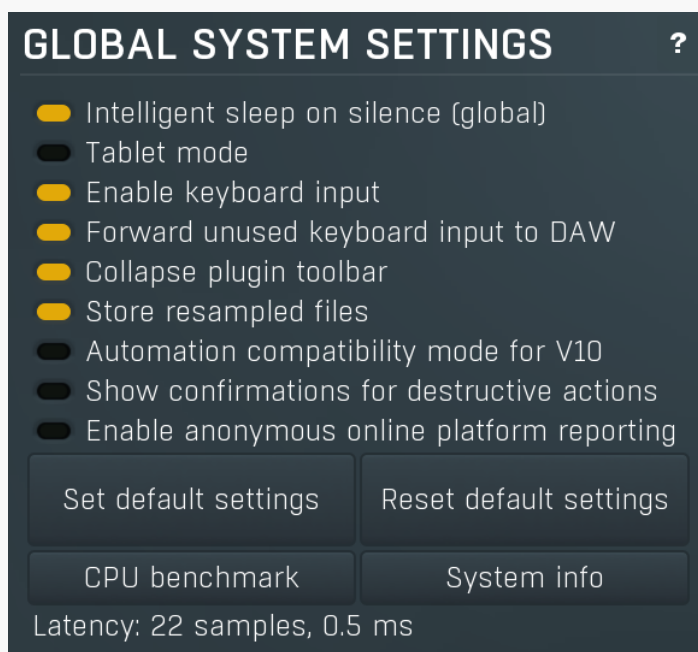 GLOBAL SYSTEM SETTINGS ?
Intelligent sleep on silence (global)
Tablet mode
Enable keyboard input
Forward unused keyboard input to DAW
Collapse plugin toolbar
Store resampled files
Automation compatibility mode for V10
Show confirmations for destructive actions
Enable anonymous online platform reporting
Set default settings
Reset default settings
CPU benchmark
System info
Latency: 22 samples, 0.5 ms